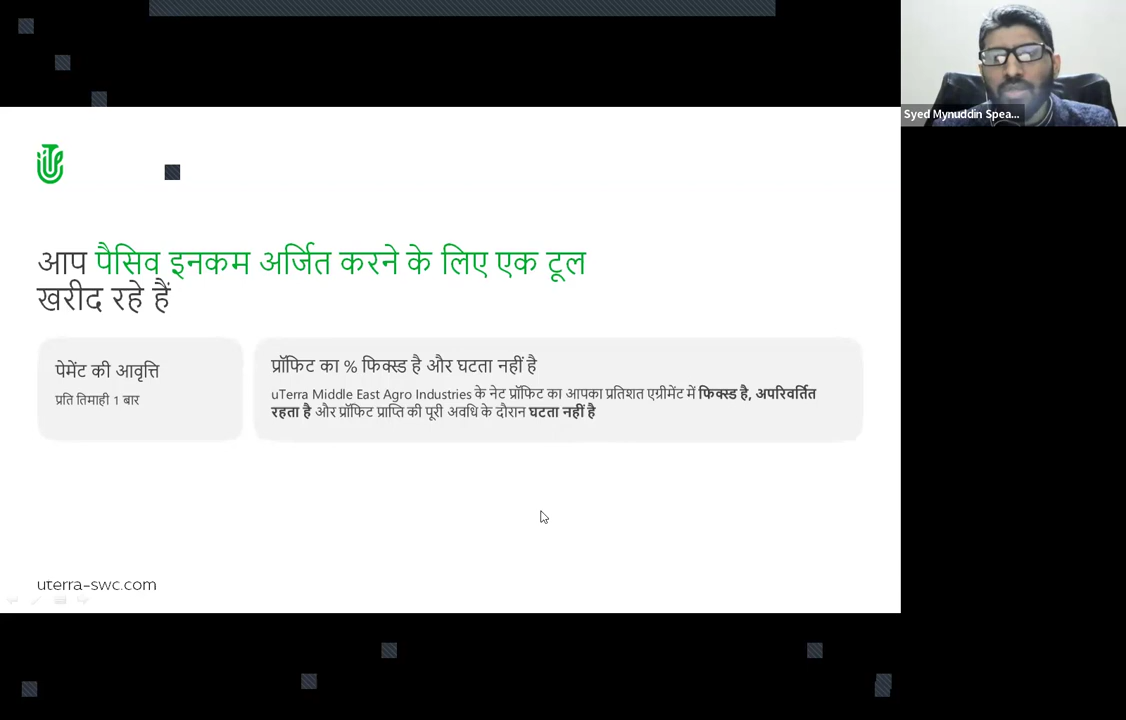 Syed Mynuddin Spea...
आप पैसिव इनकम अर्जित करने के लिए एक टूल
खरीद रहे हैं
पेमेंट की आवृत्ति
प्रति तिमाही 1 बार
प्रॉफिट का % फिक्स्ड है और घटता नहीं है
uTerra Middle East Agro Industries के नेट प्रॉफिट का आपका प्रतिशत एग्रीमेंट में फिक्स्ड है, अपरिवर्तित
रहता है और प्रॉफिट प्राप्ति की पूरी अवधि के दौरान घटता नहीं है
uterra-swc.com